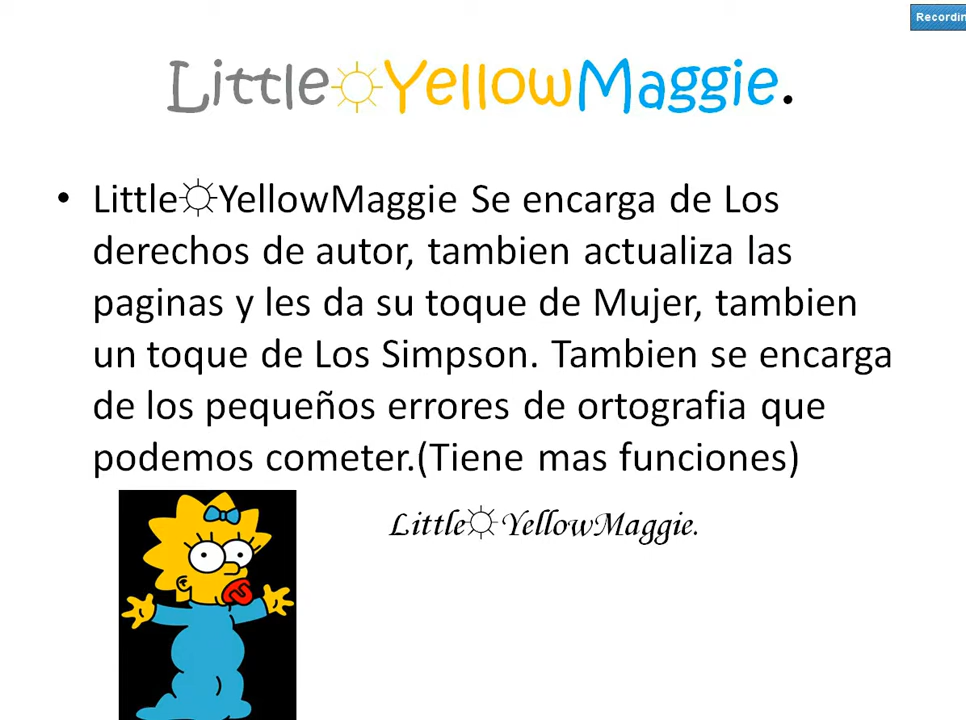 Recordin
Little☼YellowMaggie.
• Little☼YellowMaggie Se encarga de Los
derechos de autor, tambien actualiza las
paginas y les da su toque de Mujer, tambien
un toque de Los Simpson. Tambien se encarga
de los pequeños errores de ortografia que
podemos cometer.(Tiene mas funciones)
Little☼YellowMaggie.